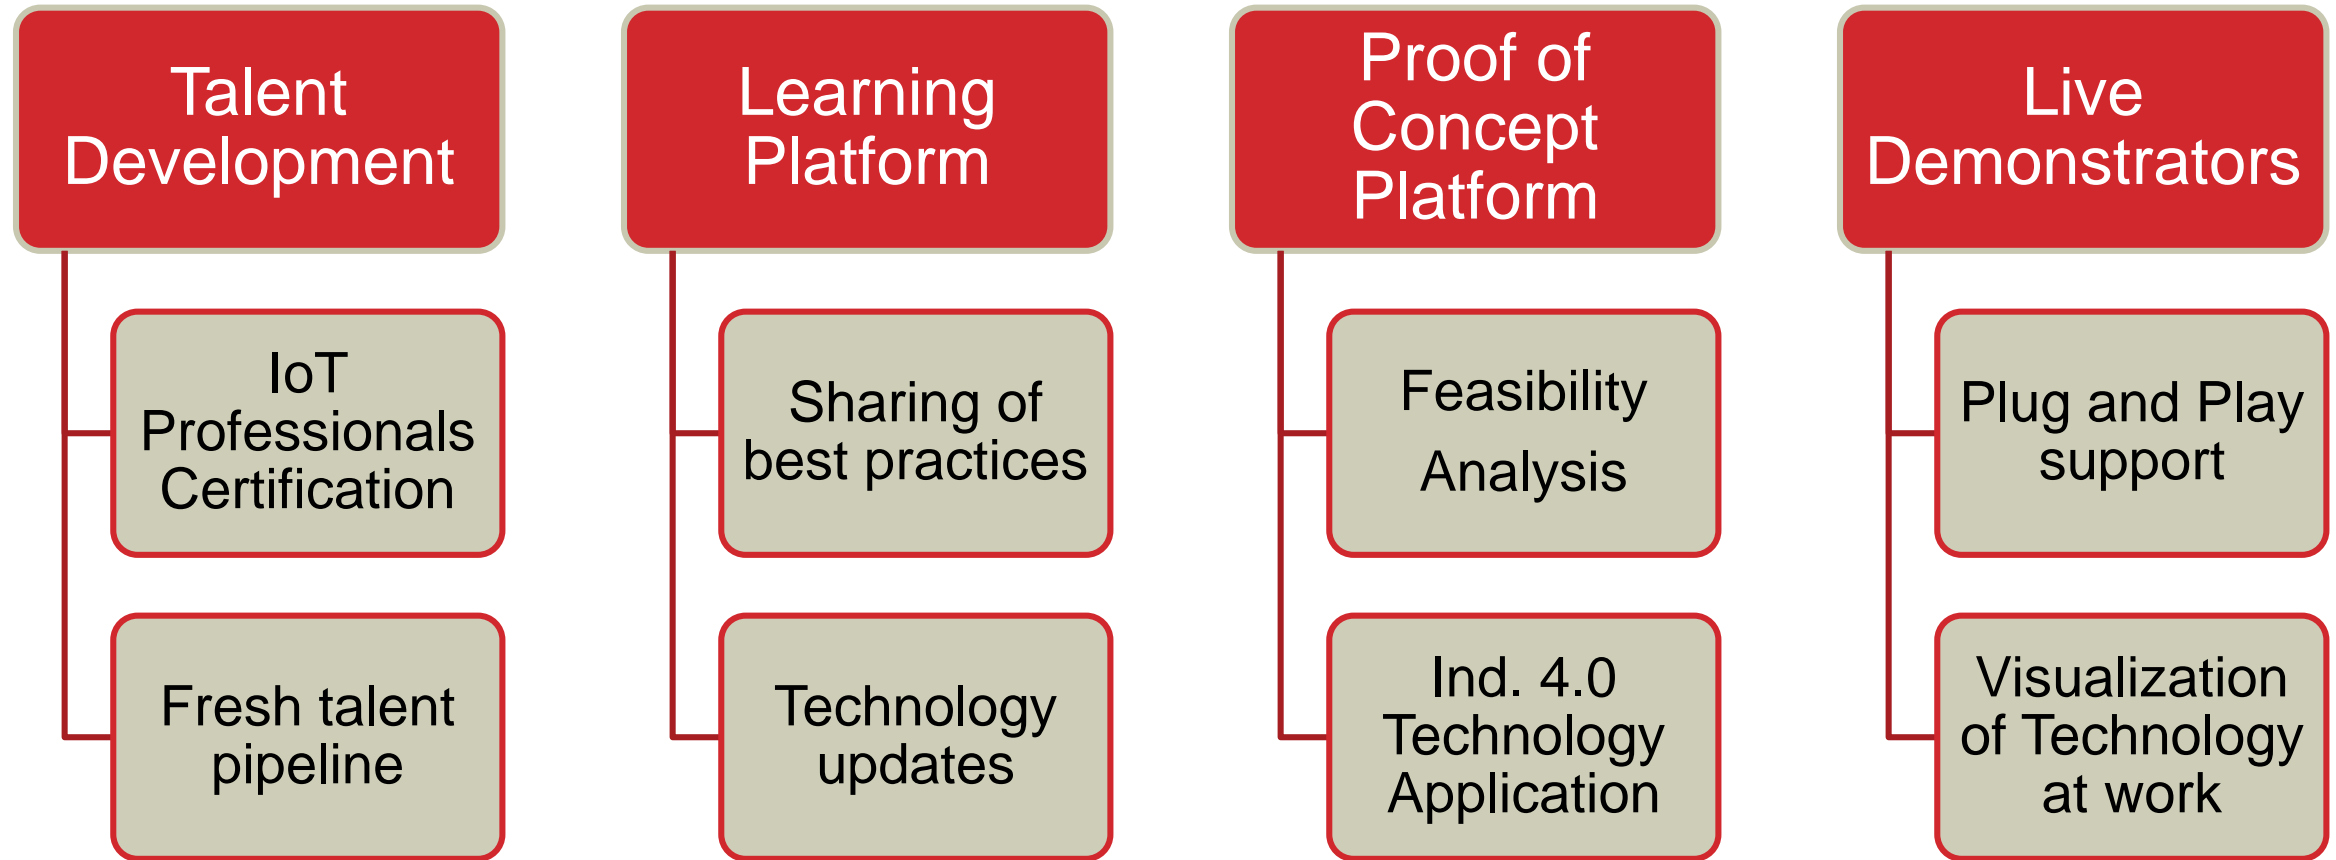 Talent
Development
IoT
Professionals
Certification
Fresh talent
pipeline
Learning
Platform
Sharing of
best practices
Technology
updates
Proof of
Concept
Platform
Feasibility
Analysis
Ind. 4.0
Technology
Application
Live
Demonstrators
Plug and Play
support
Visualization
of Technology
at work